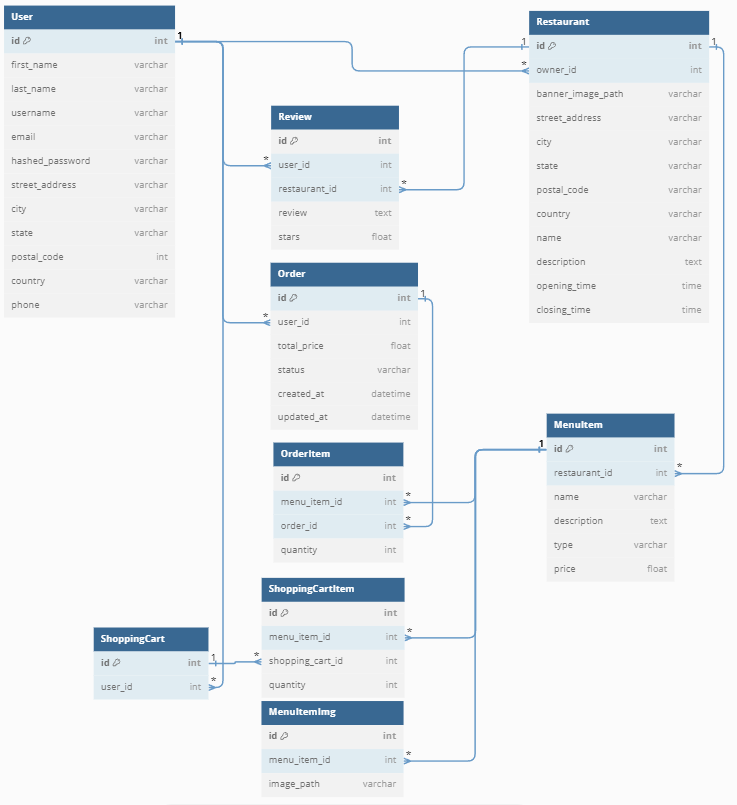 User
id int
first_name varchar
last_name varchar
username varchar
email varchar
hashed_password varchar
street_address varchar
city varchar
state varchar
postal_code int
country varchar
phone varchar
1
Restaurant
id int
owner_id int
banner_image_path varchar
street_address varchar
city varchar
state varchar
postal_code varchar
country varchar
name varchar
description text
opening_time time
closing_time time
1
1
*
Review
id int
user_id int
restaurant_id int
review text
stars float
*
*
Order
id int
user_id int
total_price float
status varchar
created_at datetime
updated_at datetime
1
*
OrderItem
id int
menu_item_id int
order_id int
quantity int
*
*
MenuItem
id int
restaurant_id int
name varchar
description text
type varchar
price float
1
*
ShoppingCartItem
id int
menu_item_id int
shopping_cart_id int
quantity int
*
*
ShoppingCart
id int
user_id int
1
*
MenuItemImg
id int
menu_item_id int
image_path varchar
*